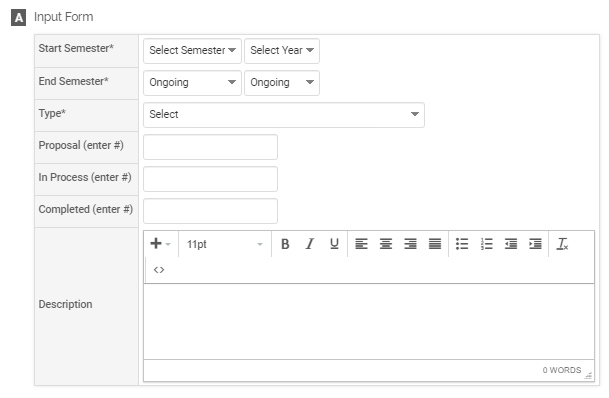 A Input Form
Start Semester* Select Semester Select Year
End Semester* Ongoing Ongoing
Type* Select
Proposal (enter #)
In Process (enter #)
Completed (enter #)
11pt B I U
<>
Description
0 WORDS